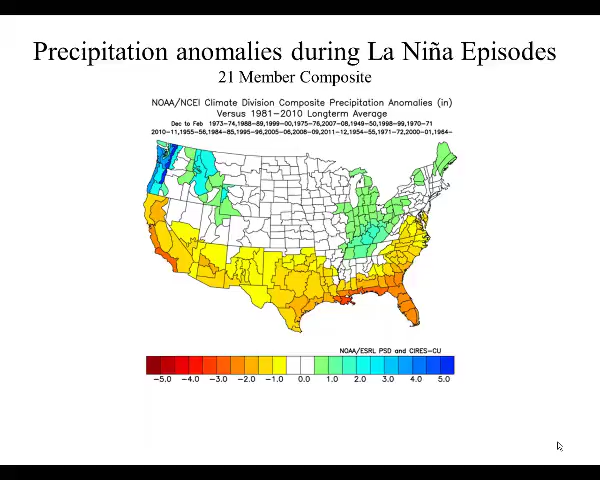 Precipitation anomalies during La Niña Episodes
21 Member Composite
NOAA/NCEI Climate Division Composite Precipitation Anomalies (in)
Versus 1981-2010 Longterm Average
Dec to Feb 1973-74,1988-89,1999-00,1975-76,2007-08,1949-50,1998-99,1970-71
2010-11,1955-56,1984-85,1995-96,2005-06,2008-09,2011-12,1954-55,1971-72,2000-01,1964-
NOAA/ESRL PSD and CIRES-CU
-5.0 -4.0 -3.0 -2.0 -1.0 0.0 1.0 2.0 3.0 4.0 5.0